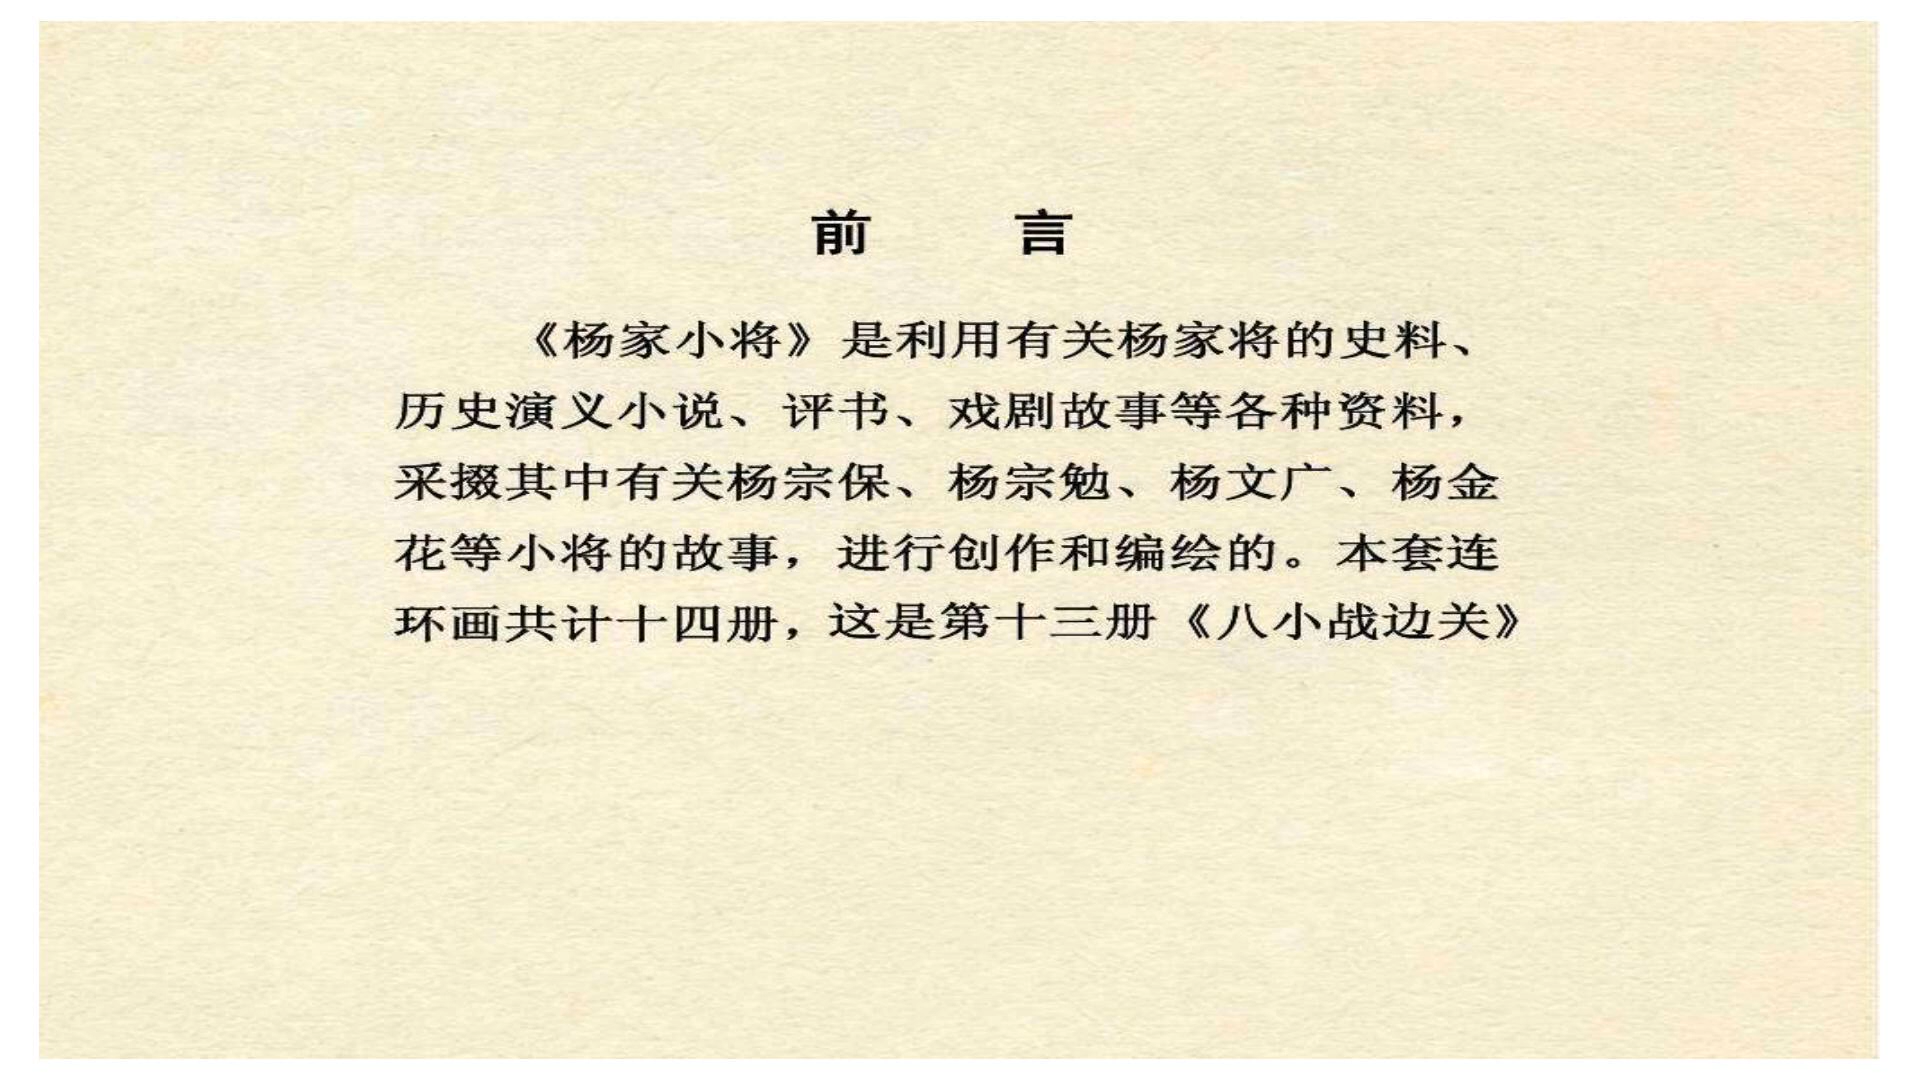 前 言
《杨家小将》是利用有关杨家将的史料、
历史演义小说、评书、戏剧故事等各种资料，
采掇其中有关杨宗保、杨宗勉、杨文广、杨金
花等小将的故事，进行创作和编绘的。本套连
环画共计十四册，这是第十三册《八小战边关》